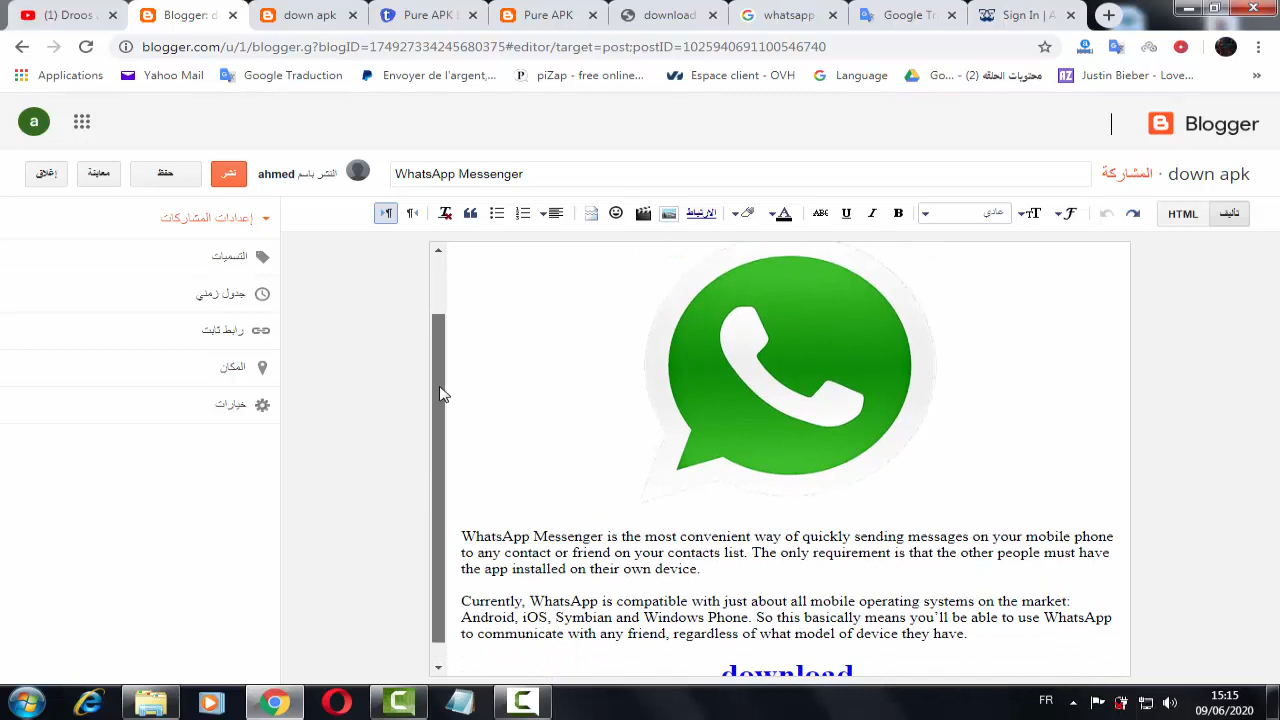 (1) Droos
Blogger: d
down apk
Pure APK I
Pure APK
download
whatsapp
Google Tr
Sign In | A
blogger.com/u/1/blogger.g?blogID=1792733424568087 5#editor/target=post;postID=1025940691100546740
Applications
Yahoo Mail
Google Traduction
Envoyer de l'argent,...
piZap - free online...
Espace client - OVH
Language
Go... - (2) محتويات الحلقه
Justin Bieber - Love...
»
a
Blogger
down apk · المشاركة
WhatsApp Messenger
النشر باسم ahmed
نشر
حفظ
معاينة
إغلاق
تأليف
HTML
عادي
الارتباط
ABC
U
I
B
A
إعدادات المشاركات
التسميات
جدول زمني
رابط ثابت
المكان
خيارات
WhatsApp Messenger is the most convenient way of quickly sending messages on your mobile phone
to any contact or friend on your contacts list. The only requirement is that the other people must have
the app installed on their own device.
Currently, WhatsApp is compatible with just about all mobile operating systems on the market:
Android, iOS, Symbian and Windows Phone. So this basically means you'll be able to use WhatsApp
to communicate with any friend, regardless of what model of device they have.
download
FR
15:15
09/06/2020